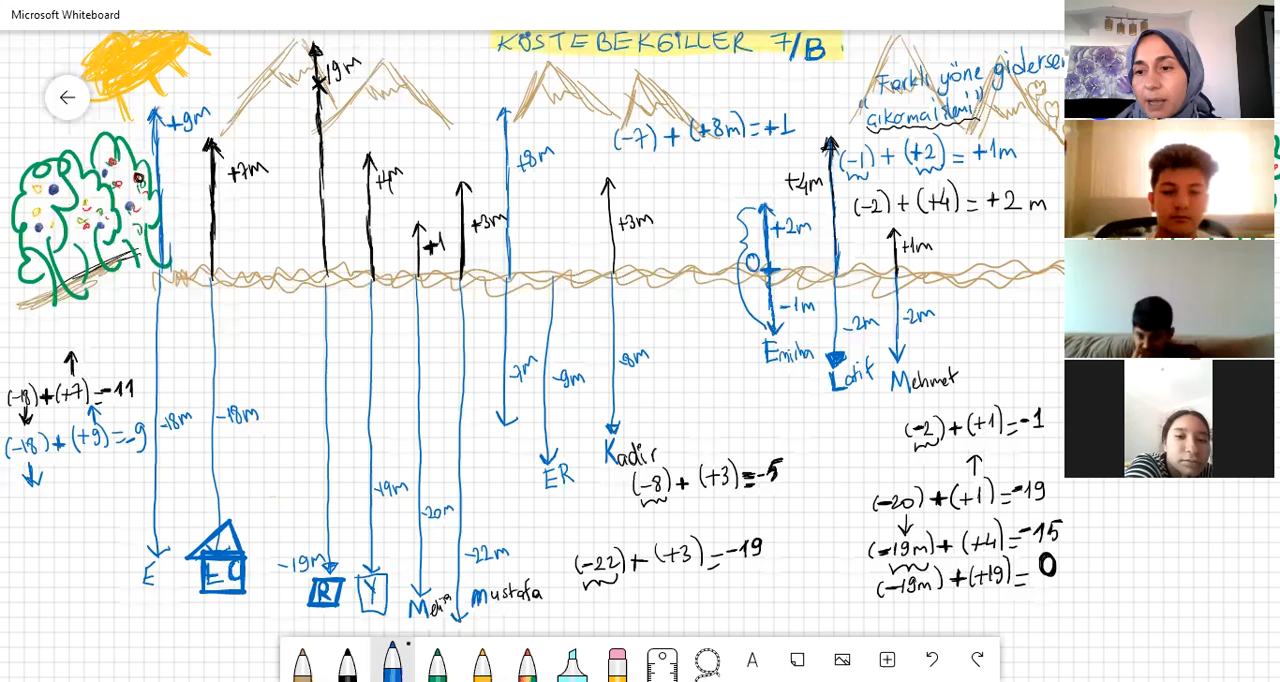 Microsoft Whiteboard
KÖSTEBEKGİLLER 7/B
"Farklı yöne giderse
çıkarma işlemi"
+9m
+7m
19m
+4m
+1
+3m
+8m
(-7) + (+8m) = +1
+3m
+2m
0
-1m
Emirha
+4m
(-1) + (+2) = +1m
(-2) + (+4) = +2 m
+1m
-2m
-2m
Latif
Mehmet
(-18)+(+7)=-11
(-18)+(+9)=-9
-18m
-18m
E
EC
-19m
R
-19m
Y
-20m
-22m
Mustafa
-7m
-9m
ER
-8m
Kadir
(-8) + (+3) = -5
(-22) + (+3) = -19
(-2)+(+1)=-1
(-20) + (+1) = -19
(-19m) + (+4) = -15
(-19m) + (+19) = 0
A